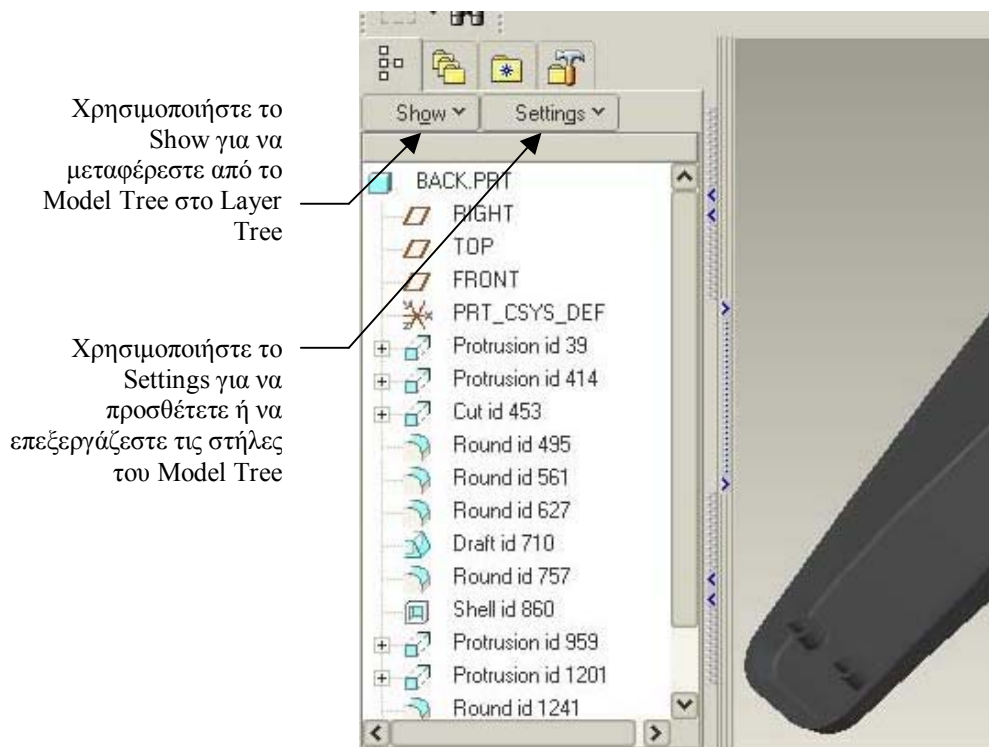 Χρησιμοποιήστε το
Show για να
μεταφέρεστε από το
Model Tree στο Layer
Tree
Χρησιμοποιήστε το
Settings για να
προσθέτετε ή να
επεξεργάζεστε τις στήλες
του Model Tree
Show Settings
BACK.PRT
RIGHT
TOP
FRONT
PRT_CSYS_DEF
Protrusion id 39
Protrusion id 414
Cut id 453
Round id 495
Round id 561
Round id 627
Draft id 710
Round id 757
Shell id 860
Protrusion id 959
Protrusion id 1201
Round id 1241